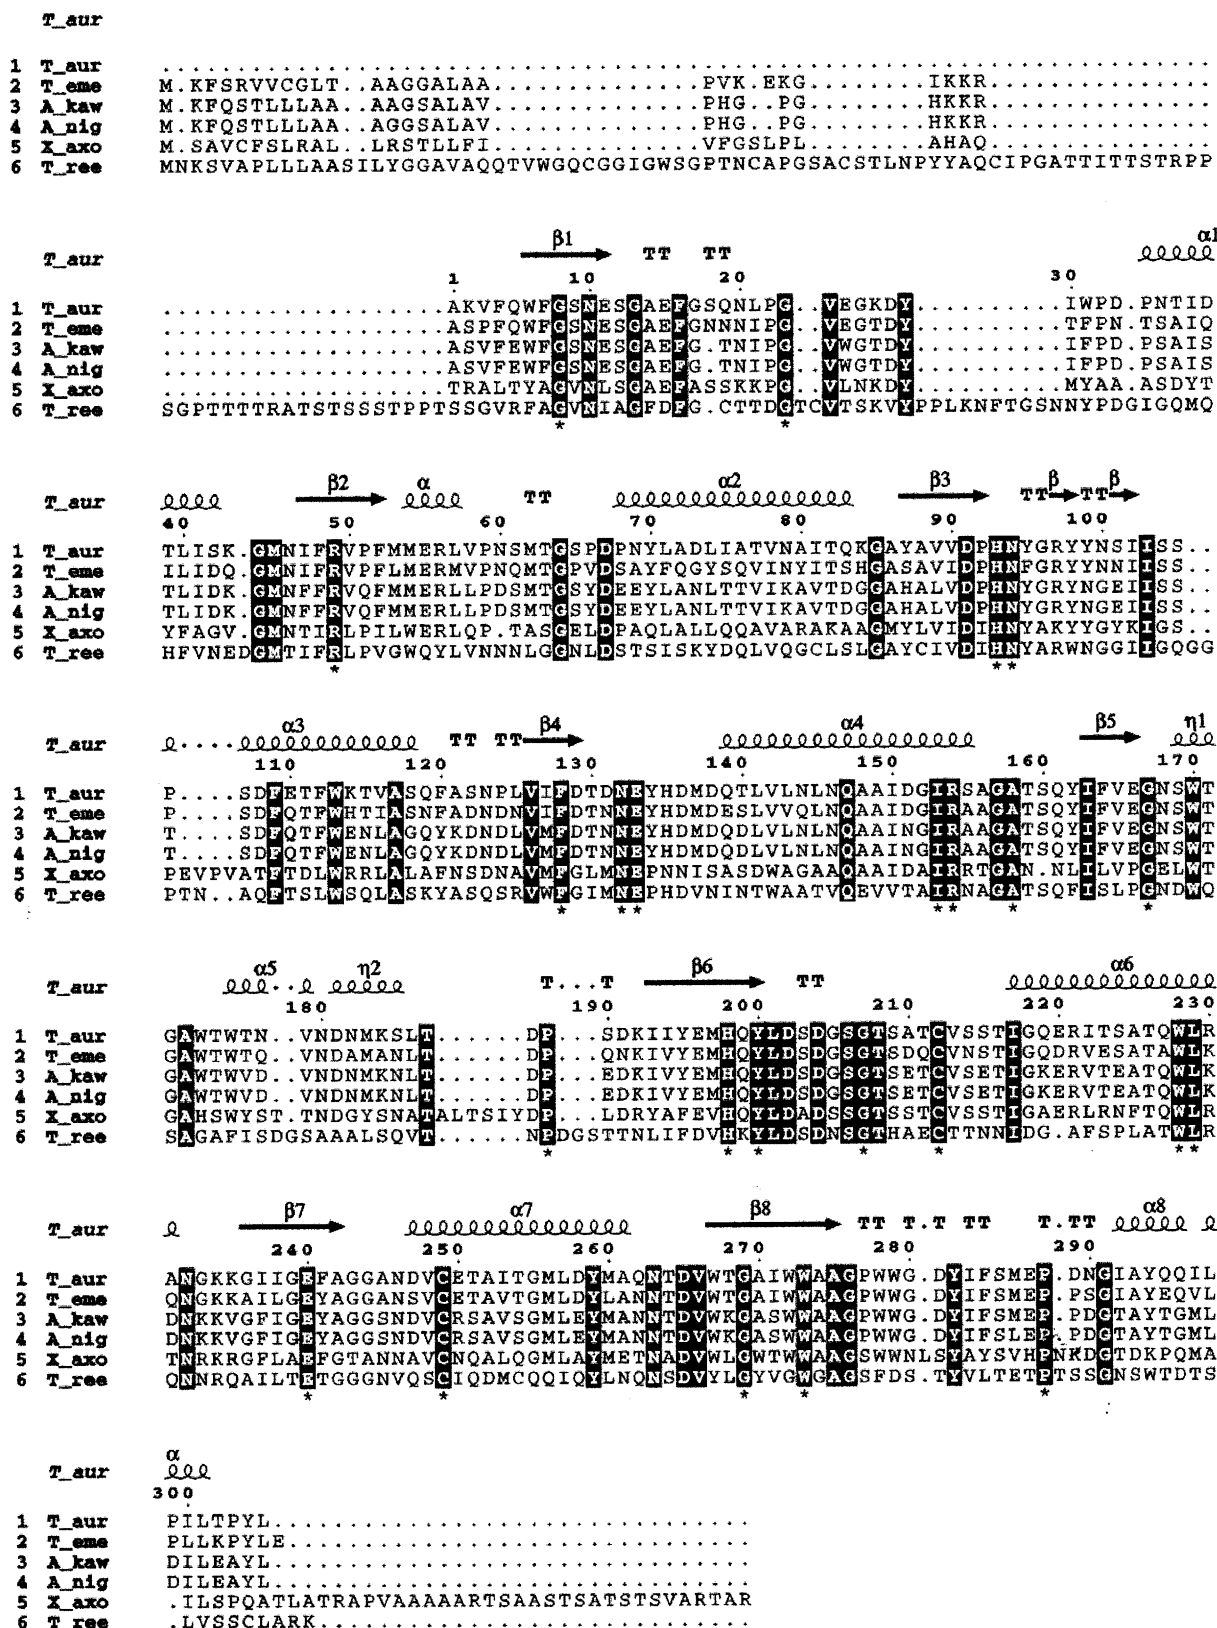 T_aur
1 T_aur ......................................................................
2 T_eme M.KFSRVVCGLT..AAGGALAA..............PVK.EKG........IKKR...............
3 A_kaw M.KFQSTLLLAA..AAGSALAV..............PHG..PG........HKKR...............
4 A_nig M.KFQSTLLLAA..AGGSALAV..............PHG..PG........HKKR...............
5 X_axo M.SAVCFSLRAL..LRSTLLFI..............VFGSLPL........AHAQ...............
6 T_ree MNKSVAPLLLAASILYGGAVAQQTVWGQCGGIGWSGPTNCAPGSACSTLNPYYAQCIPGATTITTSTRPP
β1 TT TT α1
T_aur
1 10 20 30
1 T_aur ...................AKVFQWFGSNESGAEFGSQNLPG..VEGKDY..........IWPD.PNTID
2 T_eme ...................ASPFQWFGSNESGAEFGNNNIPG..VEGTDY..........TFPN.TSAIQ
3 A_kaw ...................ASVFEWFGSNESGAEFG.TNIPG..VWGTDY..........IFPD.PSAIS
4 A_nig ...................ASVFEWFGSNESGAEFG.TNIPG..VWGTDY..........IFPD.PSAIS
5 X_axo ...................TRALTYAGVNLSGAEFASSKKPG..VLNKDY..........MYAA.ASDYT
6 T_ree SGPTTTTRATSTSSSTPPTSSGVRFAGVNIAGFDFG.CTTDGTCVTSKVYPPLKNFTGSNNYPDGIGQMQ
* *
β2 α TT α2 β3 TT β TT β
T_aur
40 50 60 70 80 90 100
1 T_aur TLISK.GMNIFRVPFMMERLVPNSMTGSPDPNYLADLIATVNAITQKGAYAVVDPHNYGRYYNSIISS..
2 T_eme ILIDQ.GMNIFRVPFLMERMVPNQMTGPVDSAYFQGYSQVINYITSHGASAVIDPHNFGRYYNNIISS..
3 A_kaw TLIDK.GMNFFRVQFMMERLLPDSMTGSYDEEYLANLTTVIKAVTDGGAHALVDPHNYGRYNGEIISS..
4 A_nig TLIDK.GMNFFRVQFMMERLLPDSMTGSYDEEYLANLTTVIKAVTDGGAHALVDPHNYGRYNGEIISS..
5 X_axo YFAGV.GMNTIRLPILWERLQP.TASGELDPAQLALLQQAVARAKAAGMYLVIDIHNYAKYYGYKIGS..
6 T_ree HFVNEDGMTIFRLPVGWQYLVNNNLGGNLDSTSISKYDQLVQGCLSLGAYCIVDIHNYARWNGGIIGQGG
* **
α3 TT TT β4 α4 β5 η1
T_aur
110 120 130 140 150 160 170
1 T_aur P....SDFETFWKTVASQFASNPLVIFDTDNEYHDMDQTLVLNLNQAAIDGIRSAGATSQYIFVEGNSWT
2 T_eme P....SDFQTFWHTIASNFADNDNVIFDTNNEYHDMDESLVVQLNQAAIDGIRAAGATSQYIFVEGNSWT
3 A_kaw T....SDFQTFWENLAGQYKDNDLVMFDTNNEYHDMDQDLVLNLNQAAINGIRAAGATSQYIFVEGNSWT
4 A_nig T....SDFQTFWENLAGQYKDNDLVMFDTNNEYHDMDQDLVLNLNQAAINGIRAAGATSQYIFVEGNSWT
5 X_axo PEVPVATFTDLWRRLALAFNSDNAVMFGLMNEPNNISASDWAGAAQAAIDAIRRTGAN.NLILVPGELWT
6 T_ree PTN..AQFTSLWSQLASKYASQSRVWFGIMNEPHDVNINTWAATVQEVVTAIRNAGATSQFISLPGNDWQ
* ** ** * *
α5 η2 T...T β6 TT α6
T_aur
180 190 200 210 220 230
1 T_aur GAWTWTN..VNDNMKSLT......DP...SDKIIYEMHQYLDSDGSGTSATCVSSTIGQERITSATQWLR
2 T_eme GAWTWTQ..VNDAMANLT......DP...QNKIVYEMHQYLDSDGSGTSDQCVNSTIGQDRVESATAWLK
3 A_kaw GAWTWVD..VNDNMKNLT......DP...EDKIVYEMHQYLDSDGSGTSETCVSETIGKERVTEATQWLK
4 A_nig GAWTWVD..VNDNMKNLT......DP...EDKIVYEMHQYLDSDGSGTSETCVSETIGKERVTEATQWLK
5 X_axo GAHSWYST.TNDGYSNATALTSIYDP...LDRYAFEVHQYLDADSSGTSSTCVSSTIGAERLRNFTQWLR
6 T_ree SAGAFISDGSAAALSQVT......NPDGSTTNLIFDVHKYLDSDNSGTHAECTTNNIDG.AFSPLATWLR
* * * * * **
β7 α7 β8 TT T.T TT T.TT α8
T_aur
240 250 260 270 280 290
1 T_aur ANGKKGIIGEFAGGANDVCETAITGMLDYMAQNTDVWTGAIWWAAGPWWG.DYIFSMEP.DNGIAYQQIL
2 T_eme QNGKKAILGEYAGGANSVCETAVTGMLDYLANNTDVWTGAIWWAAGPWWG.DYIFSMEP.PSGIAYEQVL
3 A_kaw DNKKVGFIGEYAGGSNDVCRSAVSGMLEYMANNTDVWKGASWWAAGPWWG.DYIFSMEP.PDGTAYTGML
4 A_nig DNKKVGFIGEYAGGSNDVCRSAVSGMLEYMANNTDVWKGASWWAAGPWWG.DYIFSLEP.PDGTAYTGML
5 X_axo TNRKRGFLAEFGTANNAVCNQALQGMLAYMETNADVWLGWTWWAAGSWWNLSYAYSVHPNKDGTDKPQMA
6 T_ree QNNRQAILTETGGGNVQSCIQDMCQQIQYLNQNSDVYLGYVGWGAGSFDS.TYVLTETPTSSGNSWTDTS
* * * * *
α
T_aur
300
1 T_aur PILTPYL................................
2 T_eme PLLKPYLE...............................
3 A_kaw DILEAYL................................
4 A_nig DILEAYL................................
5 X_axo .ILSPQATLATRAPVAAAAARTSAASTSATSTSVARTAR
6 T_ree .LVSSCLARK.............................